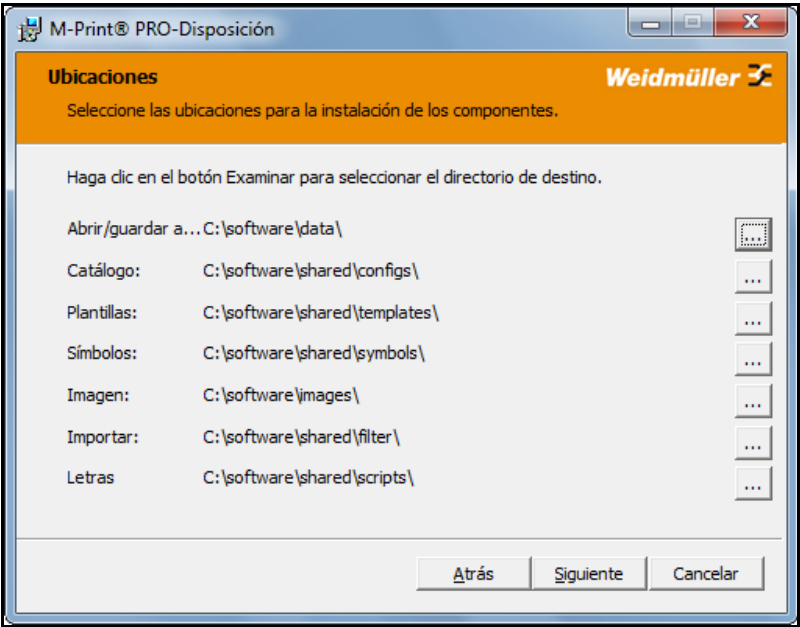 M-Print® PRO-Disposición
Ubicaciones
Weidmüller
Seleccione las ubicaciones para la instalación de los componentes.
Haga clic en el botón Examinar para seleccionar el directorio de destino.
Abrir/guardar a... C:\software\data\ ...
Catálogo: C:\software\shared\configs\ ...
Plantillas: C:\software\shared\templates\ ...
Símbolos: C:\software\shared\symbols\ ...
Imagen: C:\software\images\ ...
Importar: C:\software\shared\filter\ ...
Letras C:\software\shared\scripts\ ...
Atrás Siguiente Cancelar